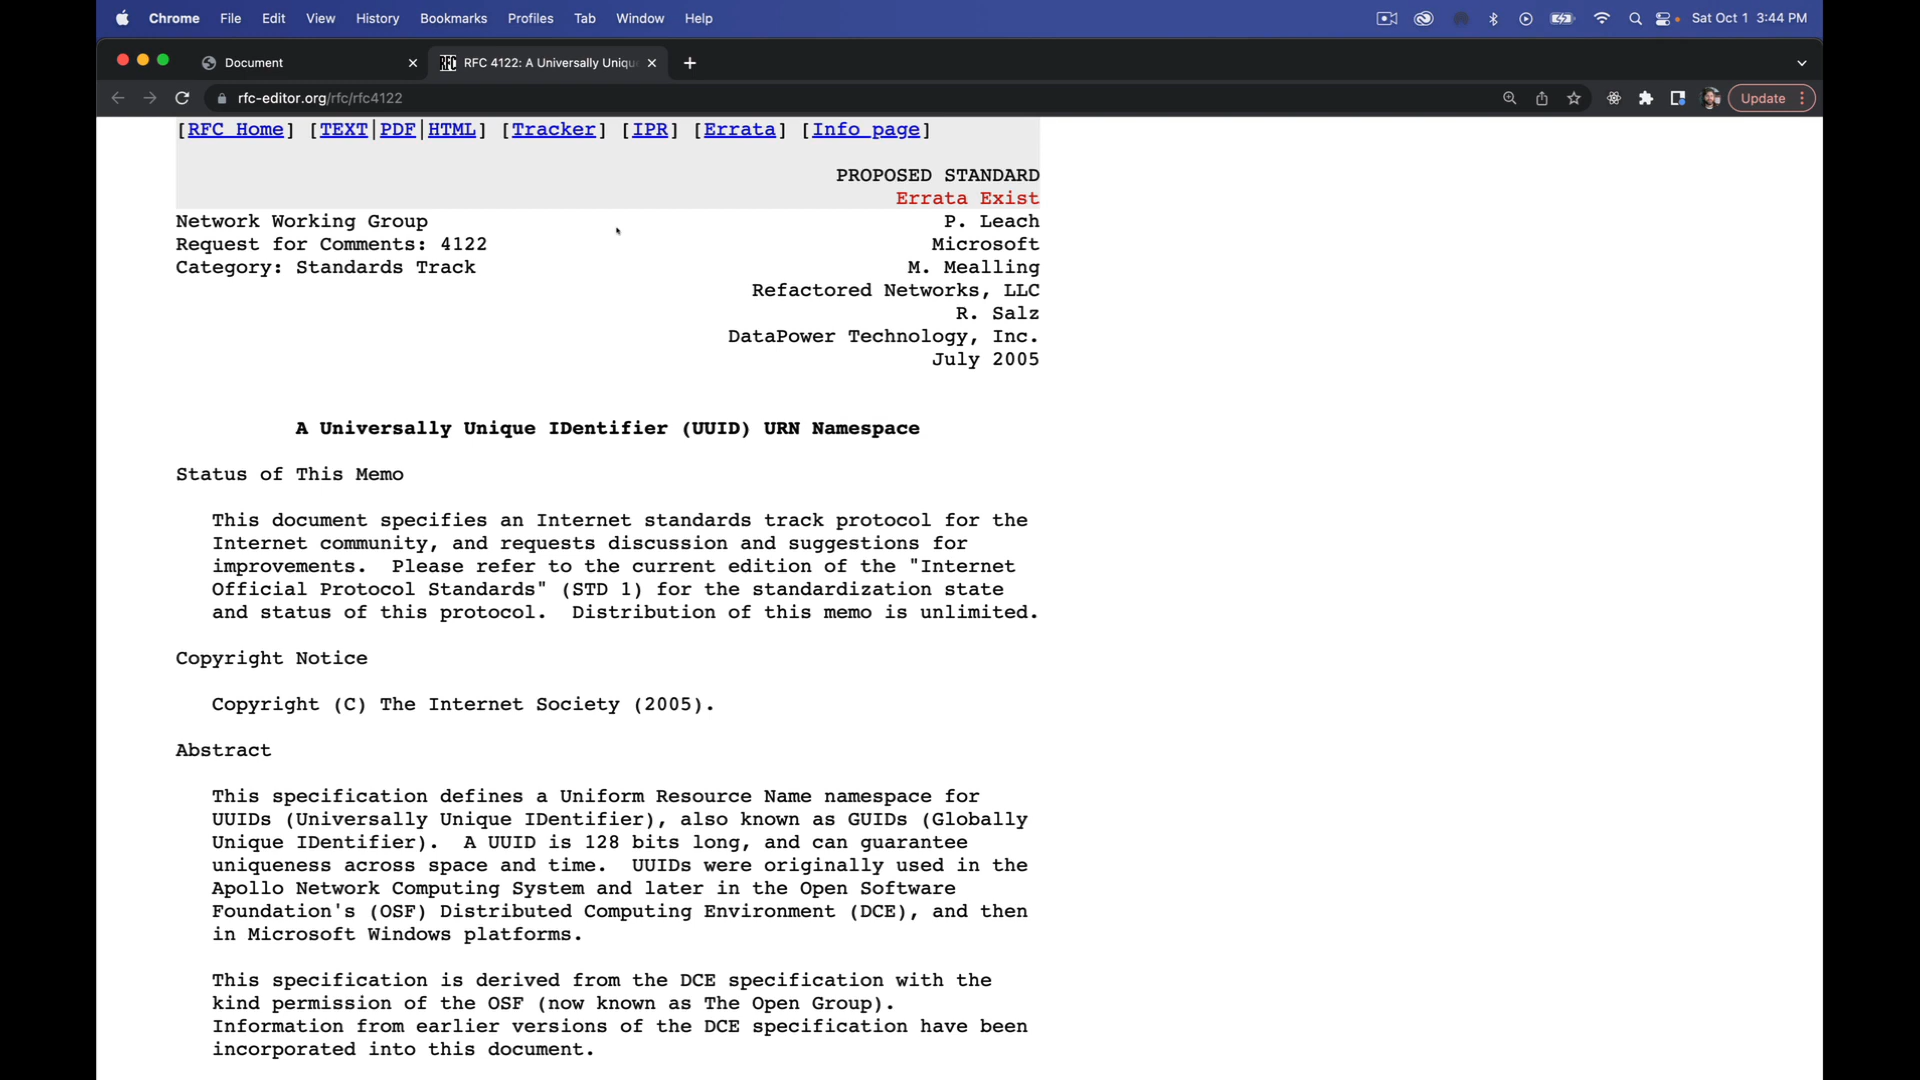 Chrome File Edit View History Bookmarks Profiles Tab Window Help Sat Oct 1 3:44 PM
Document RFC 4122: A Universally Uniqu
rfc-editor.org/rfc/rfc4122 Update
[RFC Home] [TEXT|PDF|HTML] [Tracker] [IPR] [Errata] [Info page]
PROPOSED STANDARD
Errata Exist
Network Working Group P. Leach
Request for Comments: 4122 Microsoft
Category: Standards Track M. Mealling
Refactored Networks, LLC
R. Salz
DataPower Technology, Inc.
July 2005
A Universally Unique IDentifier (UUID) URN Namespace
Status of This Memo
This document specifies an Internet standards track protocol for the
Internet community, and requests discussion and suggestions for
improvements. Please refer to the current edition of the "Internet
Official Protocol Standards" (STD 1) for the standardization state
and status of this protocol. Distribution of this memo is unlimited.
Copyright Notice
Copyright (C) The Internet Society (2005).
Abstract
This specification defines a Uniform Resource Name namespace for
UUIDs (Universally Unique IDentifier), also known as GUIDs (Globally
Unique IDentifier). A UUID is 128 bits long, and can guarantee
uniqueness across space and time. UUIDs were originally used in the
Apollo Network Computing System and later in the Open Software
Foundation's (OSF) Distributed Computing Environment (DCE), and then
in Microsoft Windows platforms.
This specification is derived from the DCE specification with the
kind permission of the OSF (now known as The Open Group).
Information from earlier versions of the DCE specification have been
incorporated into this document.